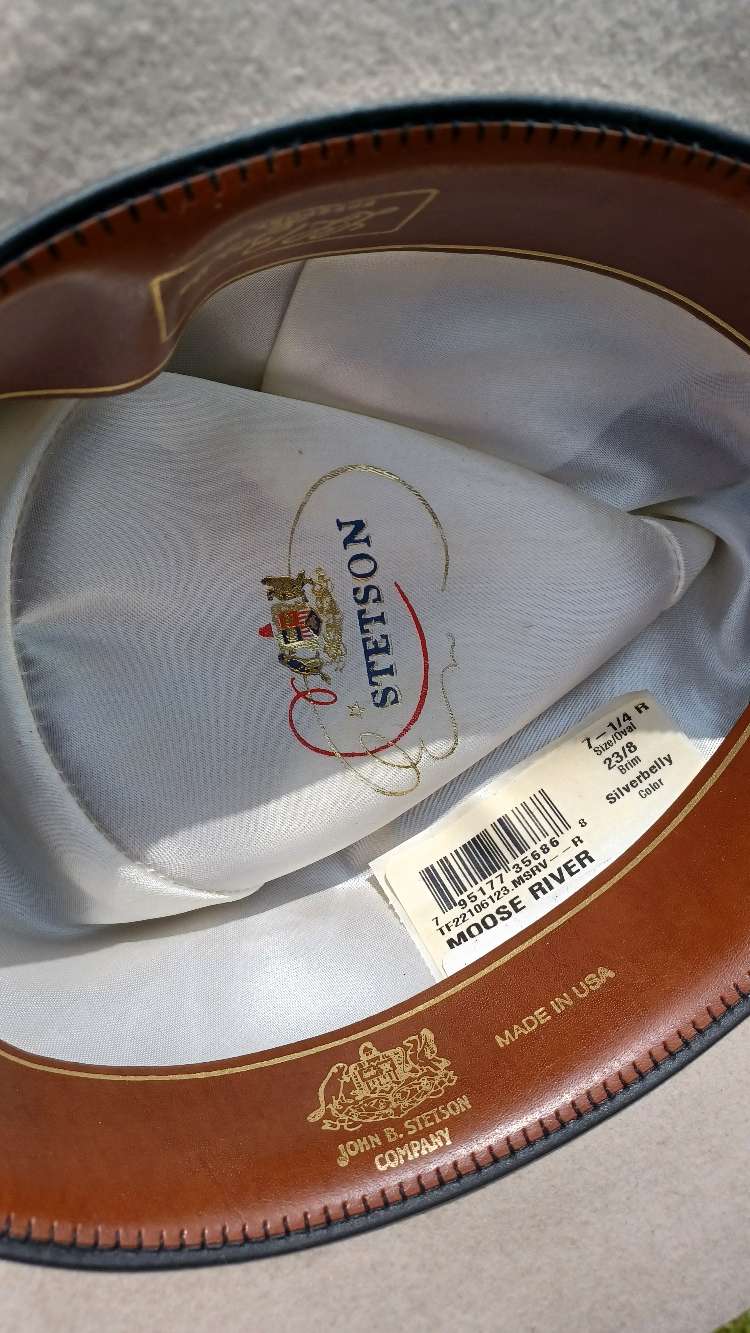 STETSON
7-1/4 R
Size/Oval
23/8
Brim
Silverbelly
Color
7 95177 35686 8
TF22106123.MSRV--R
MOOSE RIVER
MADE IN USA
JOHN B. STETSON
COMPANY